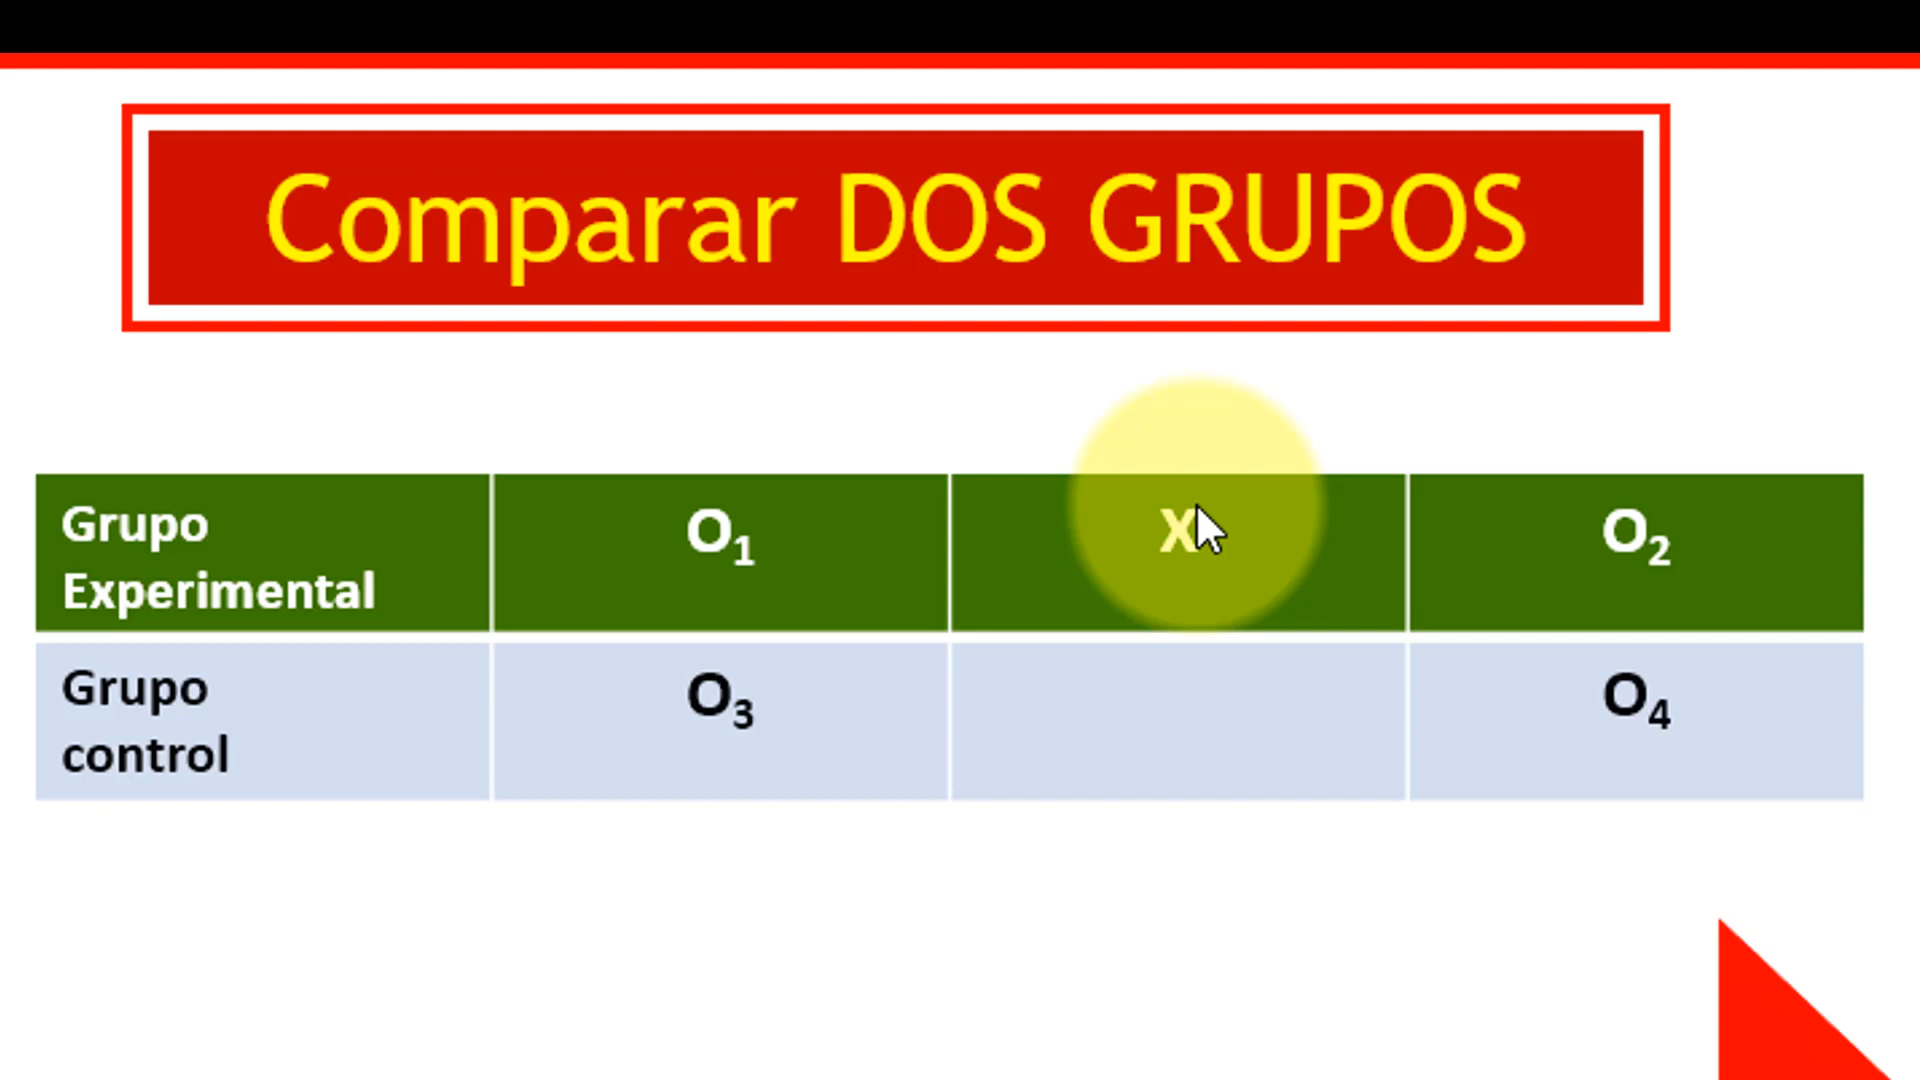 Comparar DOS GRUPOS
Grupo Experimental O₁ X O₂
Grupo control O₃ O₄